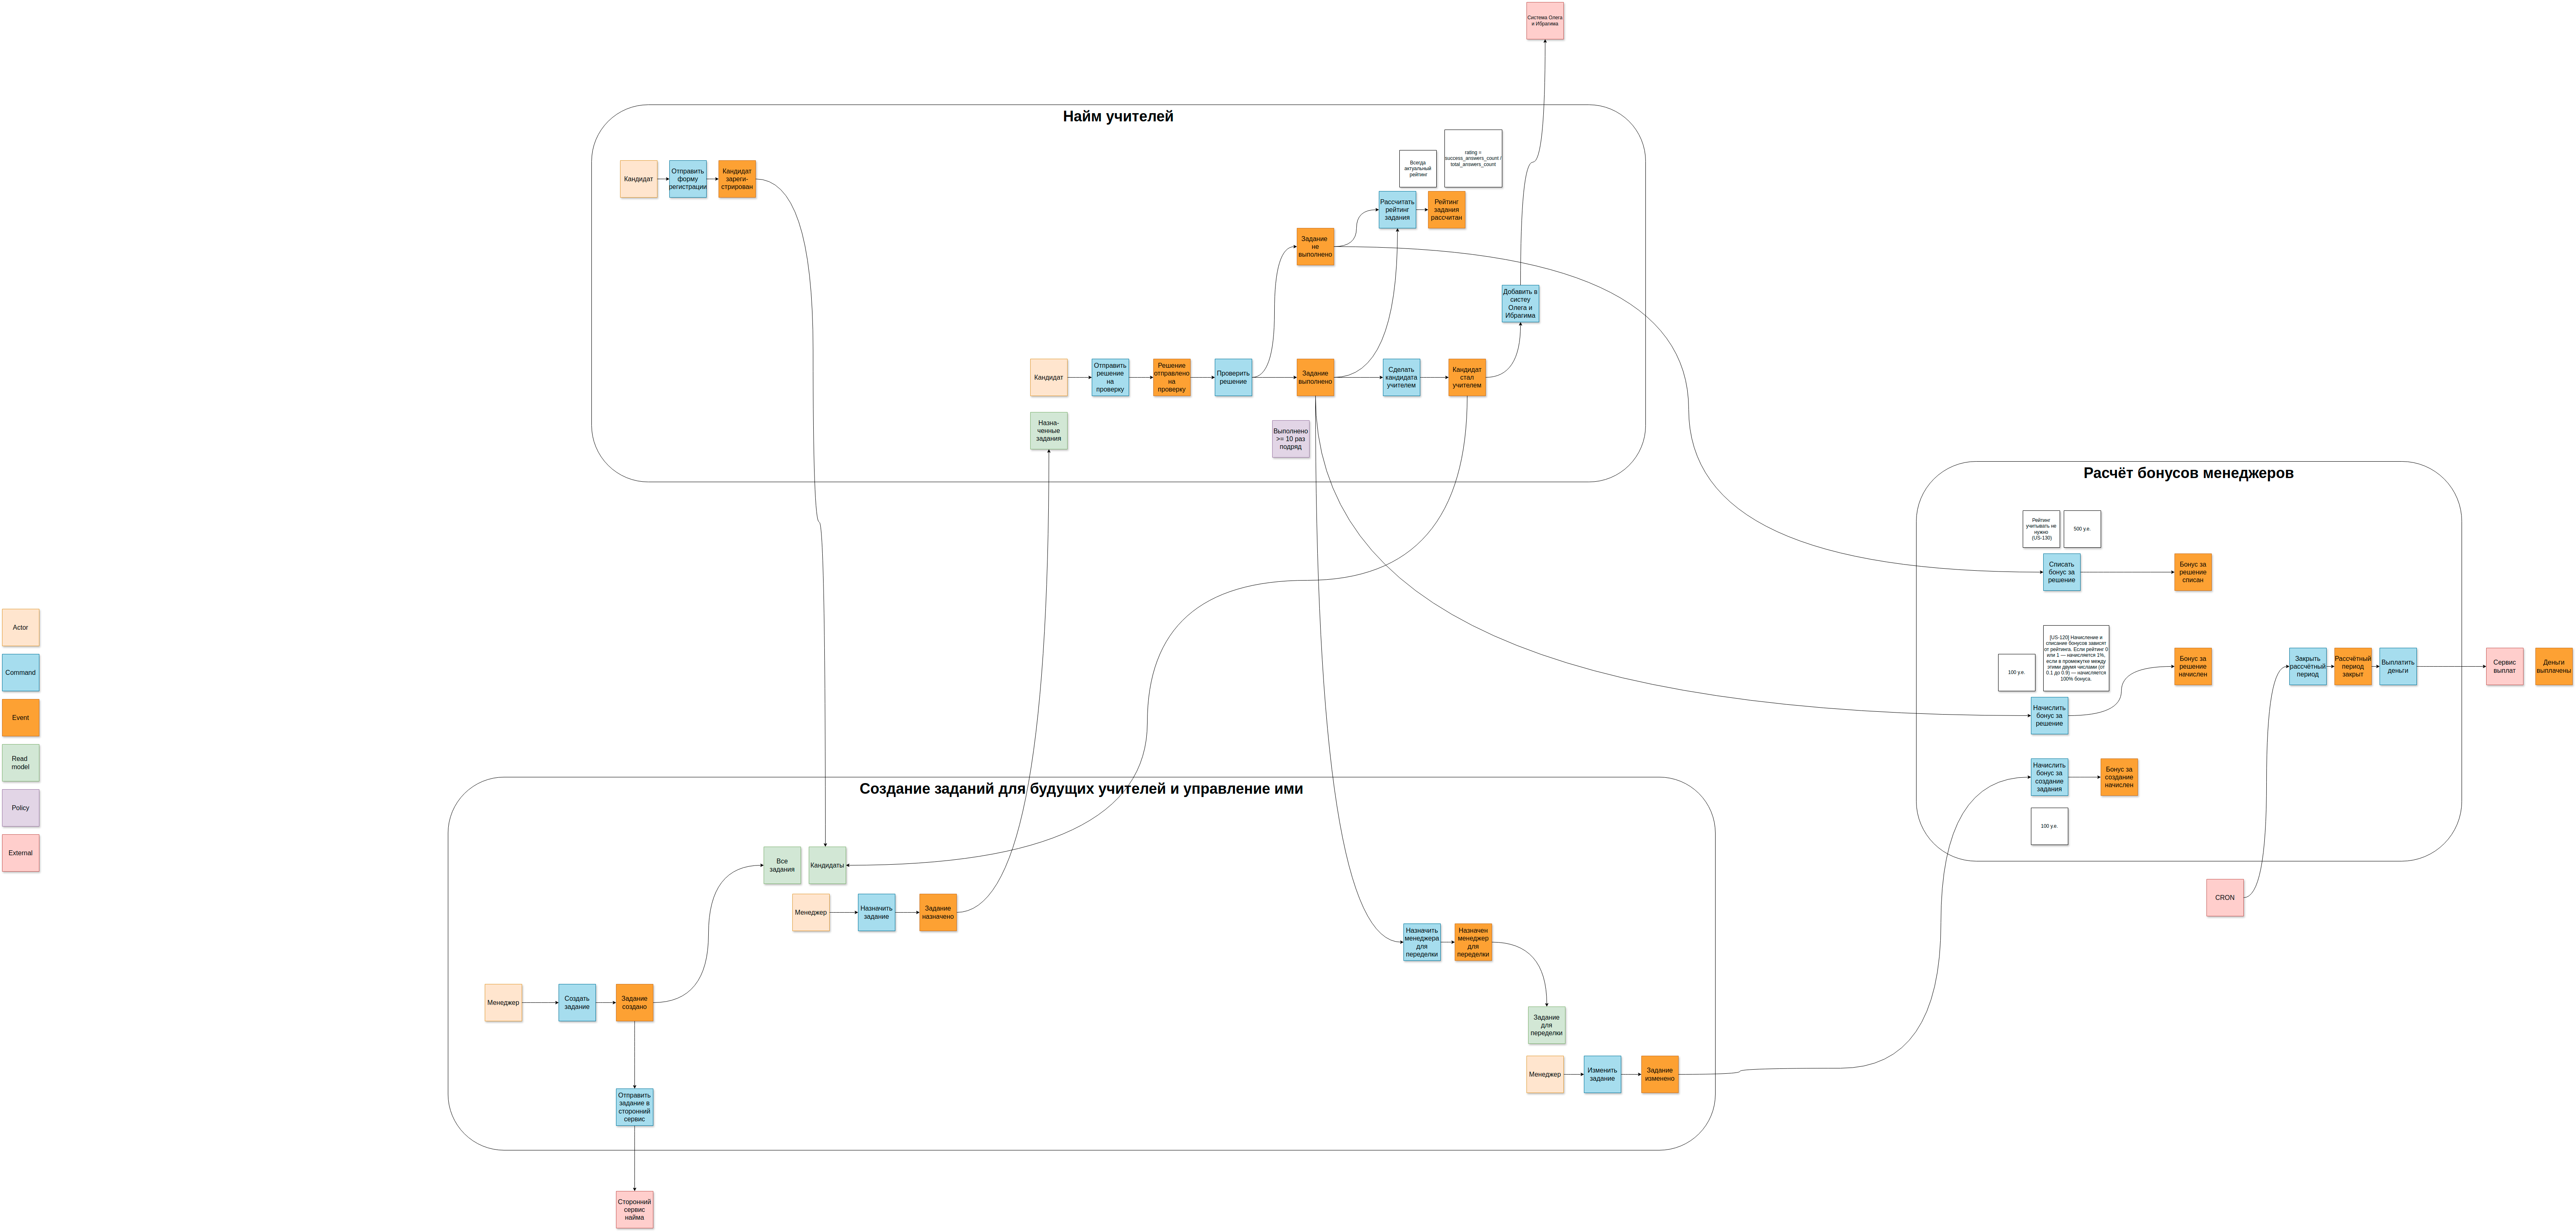 Система Олега
и Ибрагима
Найм учителей
Кандидат
Отправить
форму
регистрации
Кандидат
зареги-
стрирован
Всегда
актуральный
рейтинг
rating =
success_answers_count /
total_answers_count
Рассчитать
рейтинг
задания
Рейтинг
задания
рассчитан
Задание
не
выполнено
Добавить в
систеу
Олега и
Ибрагима
Кандидат
Отправить
решение
на
проверку
Решение
отправлено
на
проверку
Проверить
решение
Задание
выполнено
Сделать
кандидата
учителем
Кандидат
стал
учителем
Назна-
ченные
задания
Выполнено
>= 10 раз
подряд
Расчёт бонусов менеджеров
Рейтинг
учитывать не
нужно
(US-130)
500 у.е.
Списать
бонус за
решение
Бонус за
решение
списан
100 у.е.
[US-120] Начисление и
списание бонусов зависят
от рейтинга. Если рейтинг 0
или 1 — начисляется 1%,
если в промежутке между
этими двумя числами (от
0.1 до 0.9) — начисляется
100% бонуса.
Начислить
бонус за
решение
Бонус за
решение
начислен
Закрыть
рассчётный
период
Рассчётный
период
закрыт
Выплатить
деньги
Сервис
выплат
Деньги
выплачены
Начислить
бонус за
создание
задания
Бонус за
создание
начислен
100 у.е.
CRON
Actor
Command
Event
Read
model
Policy
External
Создание заданий для будущих учителей и управление ими
Все
задания
Кандидаты
Менеджер
Назначить
задание
Задание
назначено
Назначить
менеджера
для
переделки
Назначен
менеджер
для
переделки
Менеджер
Создать
задание
Задание
создано
Задание
для
переделки
Менеджер
Изменить
задание
Задание
изменено
Отправить
задание в
сторонний
сервис
Сторонний
сервис
найма